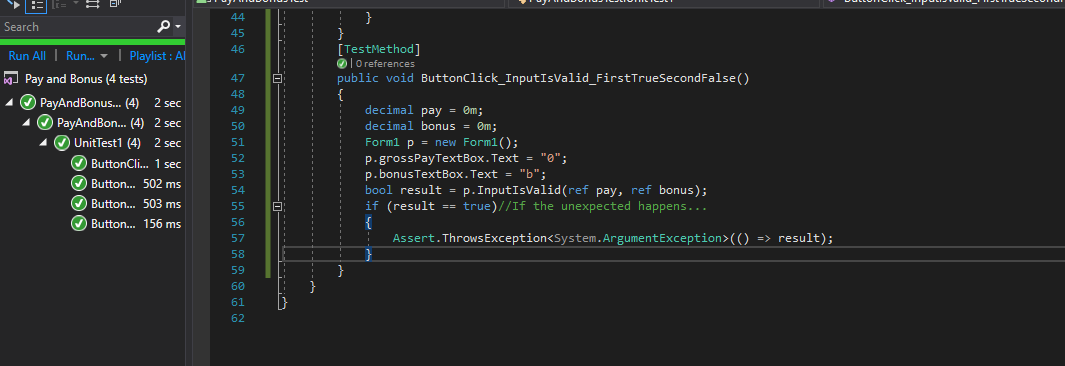 Search
Run All | Run... | Playlist : Al
Pay and Bonus (4 tests)
PayAndBonus... (4) 2 sec
PayAndBon... (4) 2 sec
UnitTest1 (4) 2 sec
ButtonCli... 1 sec
Button... 502 ms
Button... 503 ms
Button... 156 ms
44 }
45 }
46 [TestMethod]
| 0 references
47 public void ButtonClick_InputIsValid_FirstTrueSecondFalse()
48 {
49 decimal pay = 0m;
50 decimal bonus = 0m;
51 Form1 p = new Form1();
52 p.grossPayTextBox.Text = "0";
53 p.bonusTextBox.Text = "b";
54 bool result = p.InputIsValid(ref pay, ref bonus);
55 if (result == true)//If the unexpected happens...
56 {
57 Assert.ThrowsException<System.ArgumentException>(() => result);
58 }
59 }
60 }
61 }
62